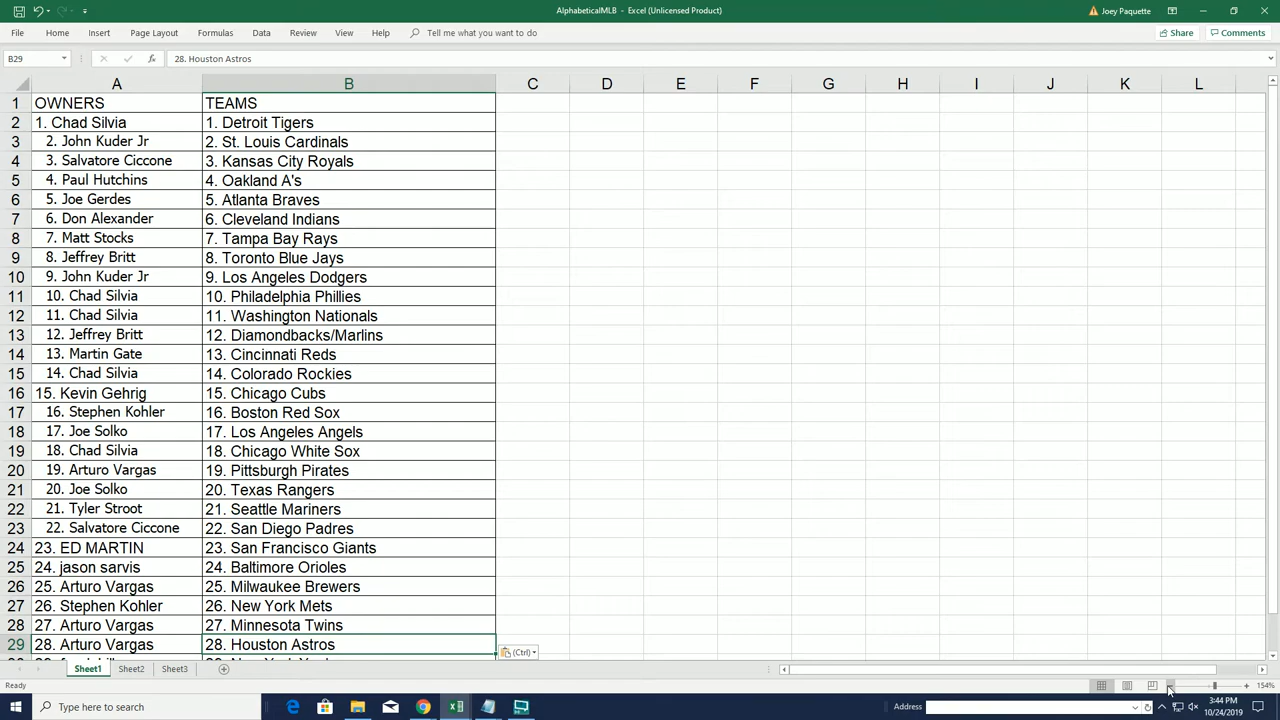 AlphabeticalMLB - Excel (Unlicensed Product)
Joey Paquette
File Home Insert Page Layout Formulas Data Review View Help Tell me what you want to do
Share Comments
B29 fx 28. Houston Astros
A B C D E F G H I J K L
1 OWNERS TEAMS
2 1. Chad Silvia 1. Detroit Tigers
3 2. John Kuder Jr 2. St. Louis Cardinals
4 3. Salvatore Ciccone 3. Kansas City Royals
5 4. Paul Hutchins 4. Oakland A's
6 5. Joe Gerdes 5. Atlanta Braves
7 6. Don Alexander 6. Cleveland Indians
8 7. Matt Stocks 7. Tampa Bay Rays
9 8. Jeffrey Britt 8. Toronto Blue Jays
10 9. John Kuder Jr 9. Los Angeles Dodgers
11 10. Chad Silvia 10. Philadelphia Phillies
12 11. Chad Silvia 11. Washington Nationals
13 12. Jeffrey Britt 12. Diamondbacks/Marlins
14 13. Martin Gate 13. Cincinnati Reds
15 14. Chad Silvia 14. Colorado Rockies
16 15. Kevin Gehrig 15. Chicago Cubs
17 16. Stephen Kohler 16. Boston Red Sox
18 17. Joe Solko 17. Los Angeles Angels
19 18. Chad Silvia 18. Chicago White Sox
20 19. Arturo Vargas 19. Pittsburgh Pirates
21 20. Joe Solko 20. Texas Rangers
22 21. Tyler Stroot 21. Seattle Mariners
23 22. Salvatore Ciccone 22. San Diego Padres
24 23. ED MARTIN 23. San Francisco Giants
25 24. jason sarvis 24. Baltimore Orioles
26 25. Arturo Vargas 25. Milwaukee Brewers
27 26. Stephen Kohler 26. New York Mets
28 27. Arturo Vargas 27. Minnesota Twins
29 28. Arturo Vargas 28. Houston Astros
(Ctrl)
Sheet1 Sheet2 Sheet3
Ready 154%
Type here to search
Address
3:44 PM
10/24/2019